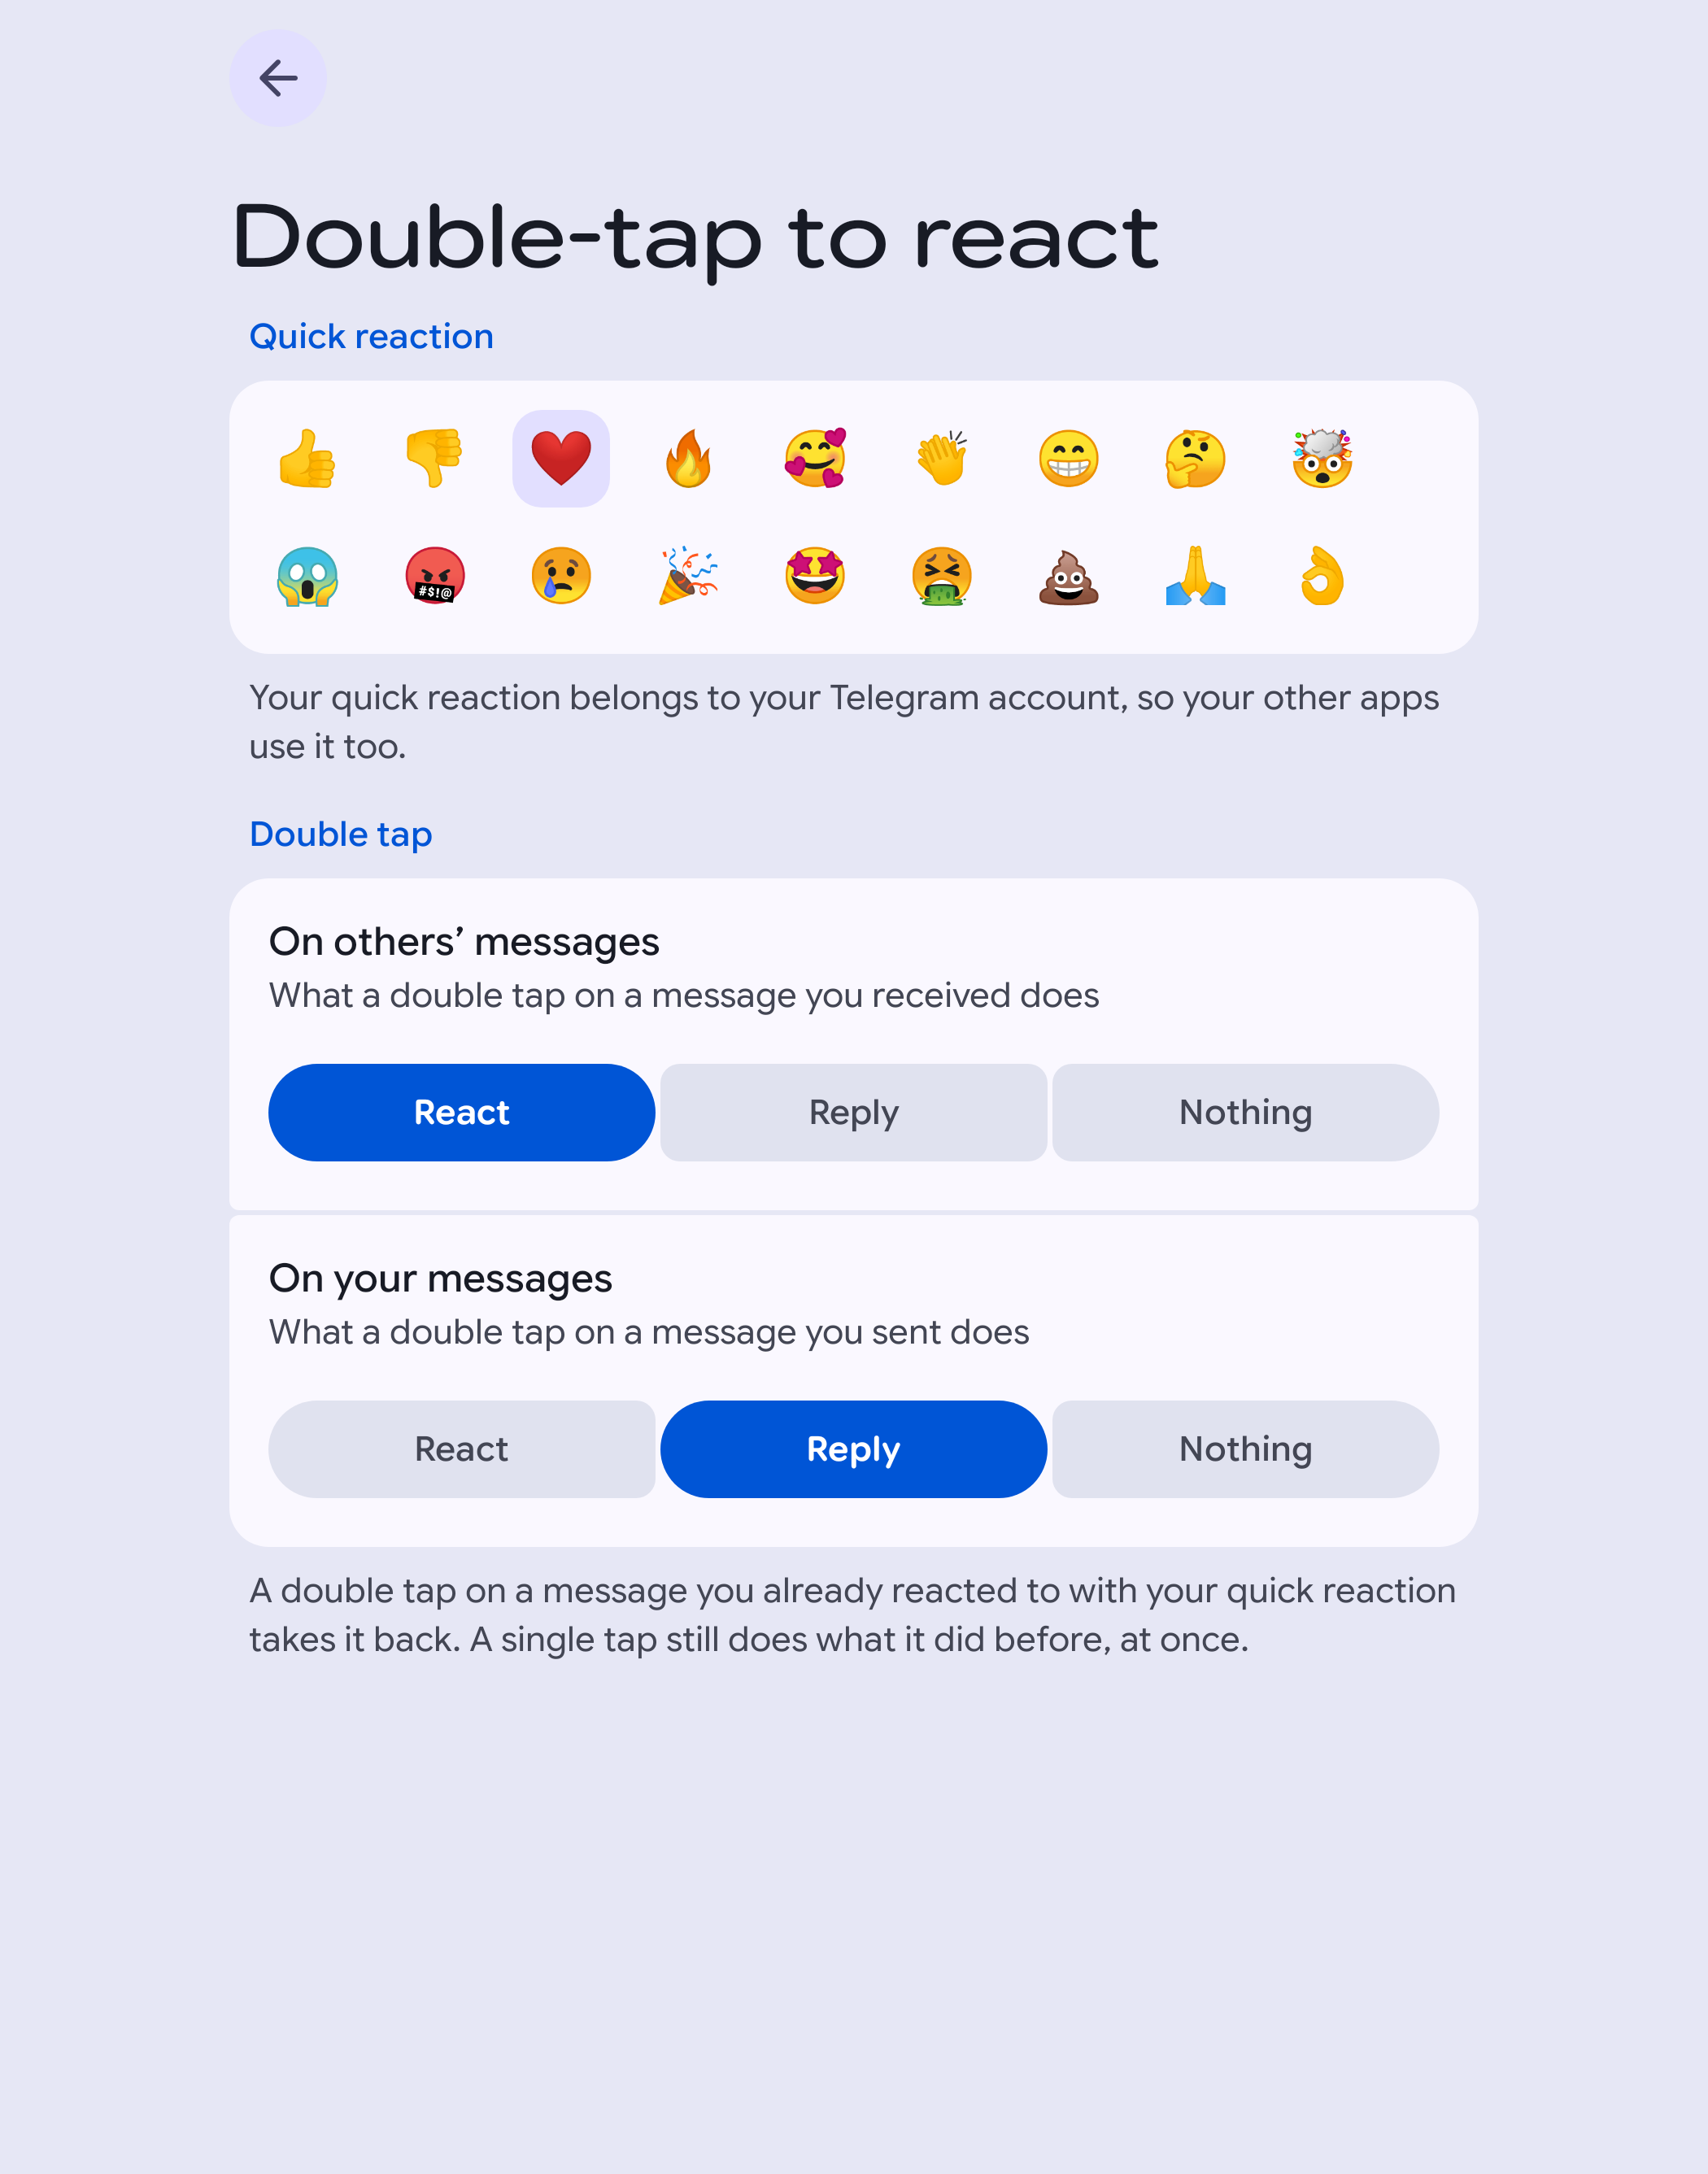 Double-tap to react
Quick reaction
#$!@
Your quick reaction belongs to your Telegram account, so your other apps
use it too.
Double tap
On others’ messages
What a double tap on a message you received does
React Reply Nothing
On your messages
What a double tap on a message you sent does
React Reply Nothing
A double tap on a message you already reacted to with your quick reaction
takes it back. A single tap still does what it did before, at once.